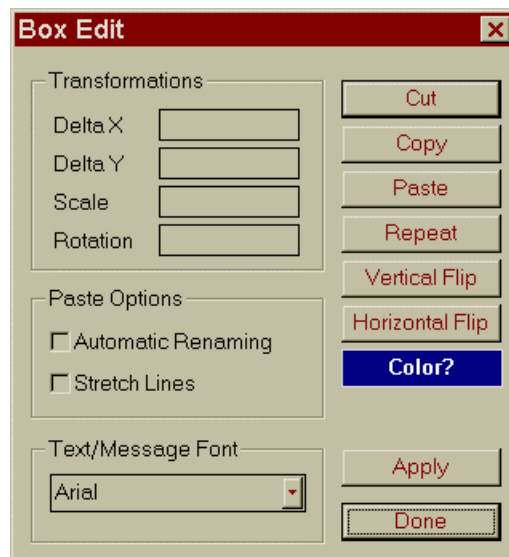 Box Edit
Transformations
Delta X
Delta Y
Scale
Rotation
Cut
Copy
Paste
Repeat
Vertical Flip
Horizontal Flip
Color?
Paste Options
Automatic Renaming
Stretch Lines
Text/Message Font
Arial
Apply
Done